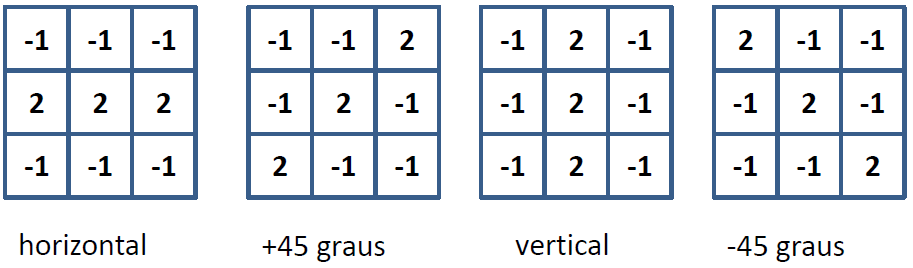 -1 -1 -1 -1 -1 2 -1 2 -1 2 -1 -1
2 2 2 -1 2 -1 -1 2 -1 -1 2 -1
-1 -1 -1 2 -1 -1 -1 2 -1 -1 -1 2
horizontal +45 graus vertical -45 graus